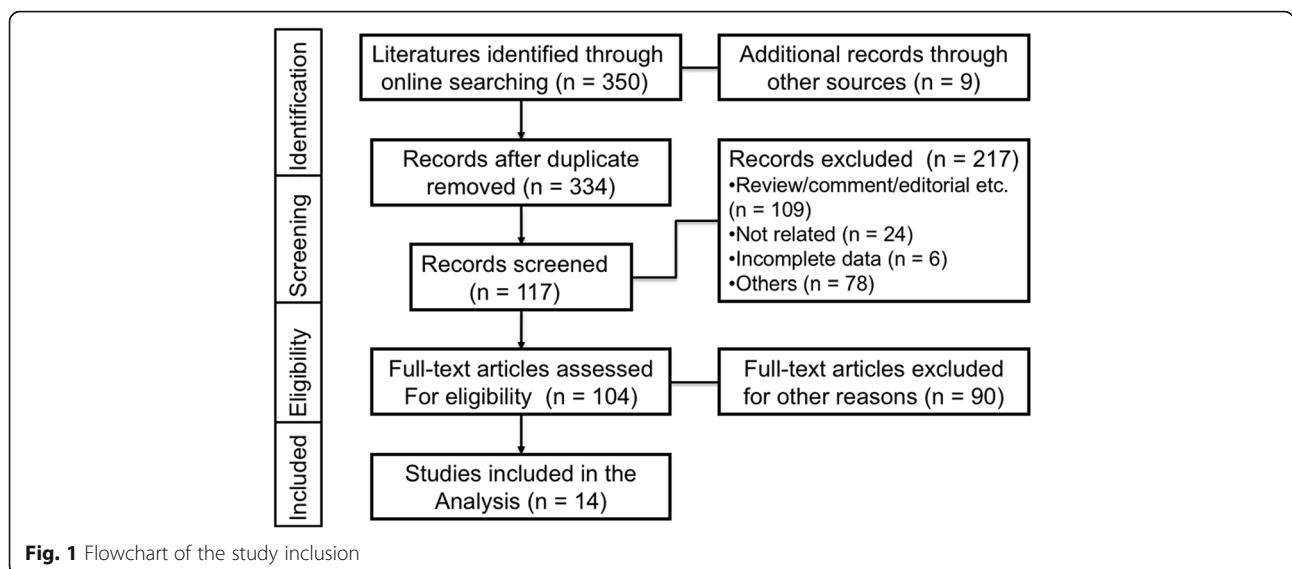 Identification
Literatures identified through
online searching (n = 350)
Additional records through
other sources (n = 9)
Records after duplicate
removed (n = 334)
Screening
Records excluded (n = 217)
•Review/comment/editorial etc.
(n = 109)
•Not related (n = 24)
•Incomplete data (n = 6)
•Others (n = 78)
Records screened
(n = 117)
Eligibility
Full-text articles assessed
For eligibility (n = 104)
Full-text articles excluded
for other reasons (n = 90)
Included
Studies included in the
Analysis (n = 14)
Fig. 1 Flowchart of the study inclusion